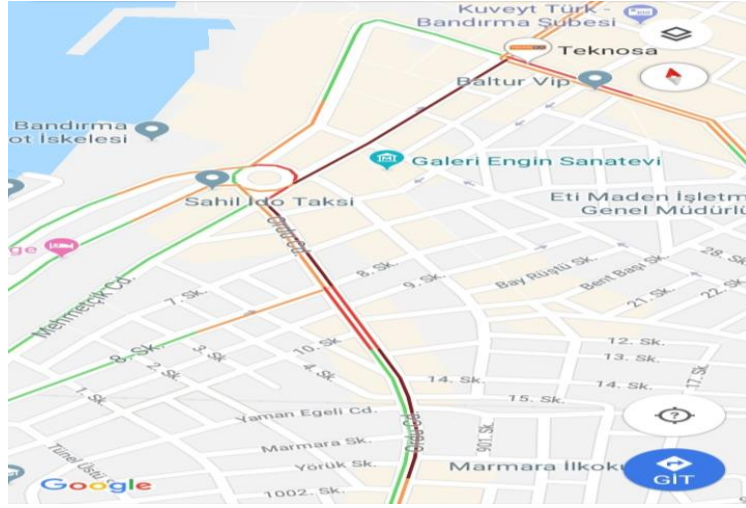 Kuveyt Türk -
Bandırma Şubesi
Teknosa
Baltur Vip
Bandırma
ot İskelesi
Galeri Engin Sanatevi
Sahil İdo Taksi
Eti Maden İşletm
Genel Müdürlü
Ordu Cd.
ge
Mehmetçik Cd.
7. Sk.
8. Sk.
9. Sk.
Bay Rüştü Sk.
Bent Başı Sk.
28. Sk.
22. Sk.
21. Sk.
8. Sk.
3. Sk.
2. Sk.
10. Sk.
4. Sk.
1. Sk.
12. Sk.
13. Sk.
14. Sk.
14. Sk.
15. Sk.
17. Sk.
Yaman Egeli Cd.
Ordu Cd.
901. Sk.
Marmara Sk.
Tünel Üstü
Yörük Sk.
Marmara İlkoku
1002. Sk.
Google
GİT